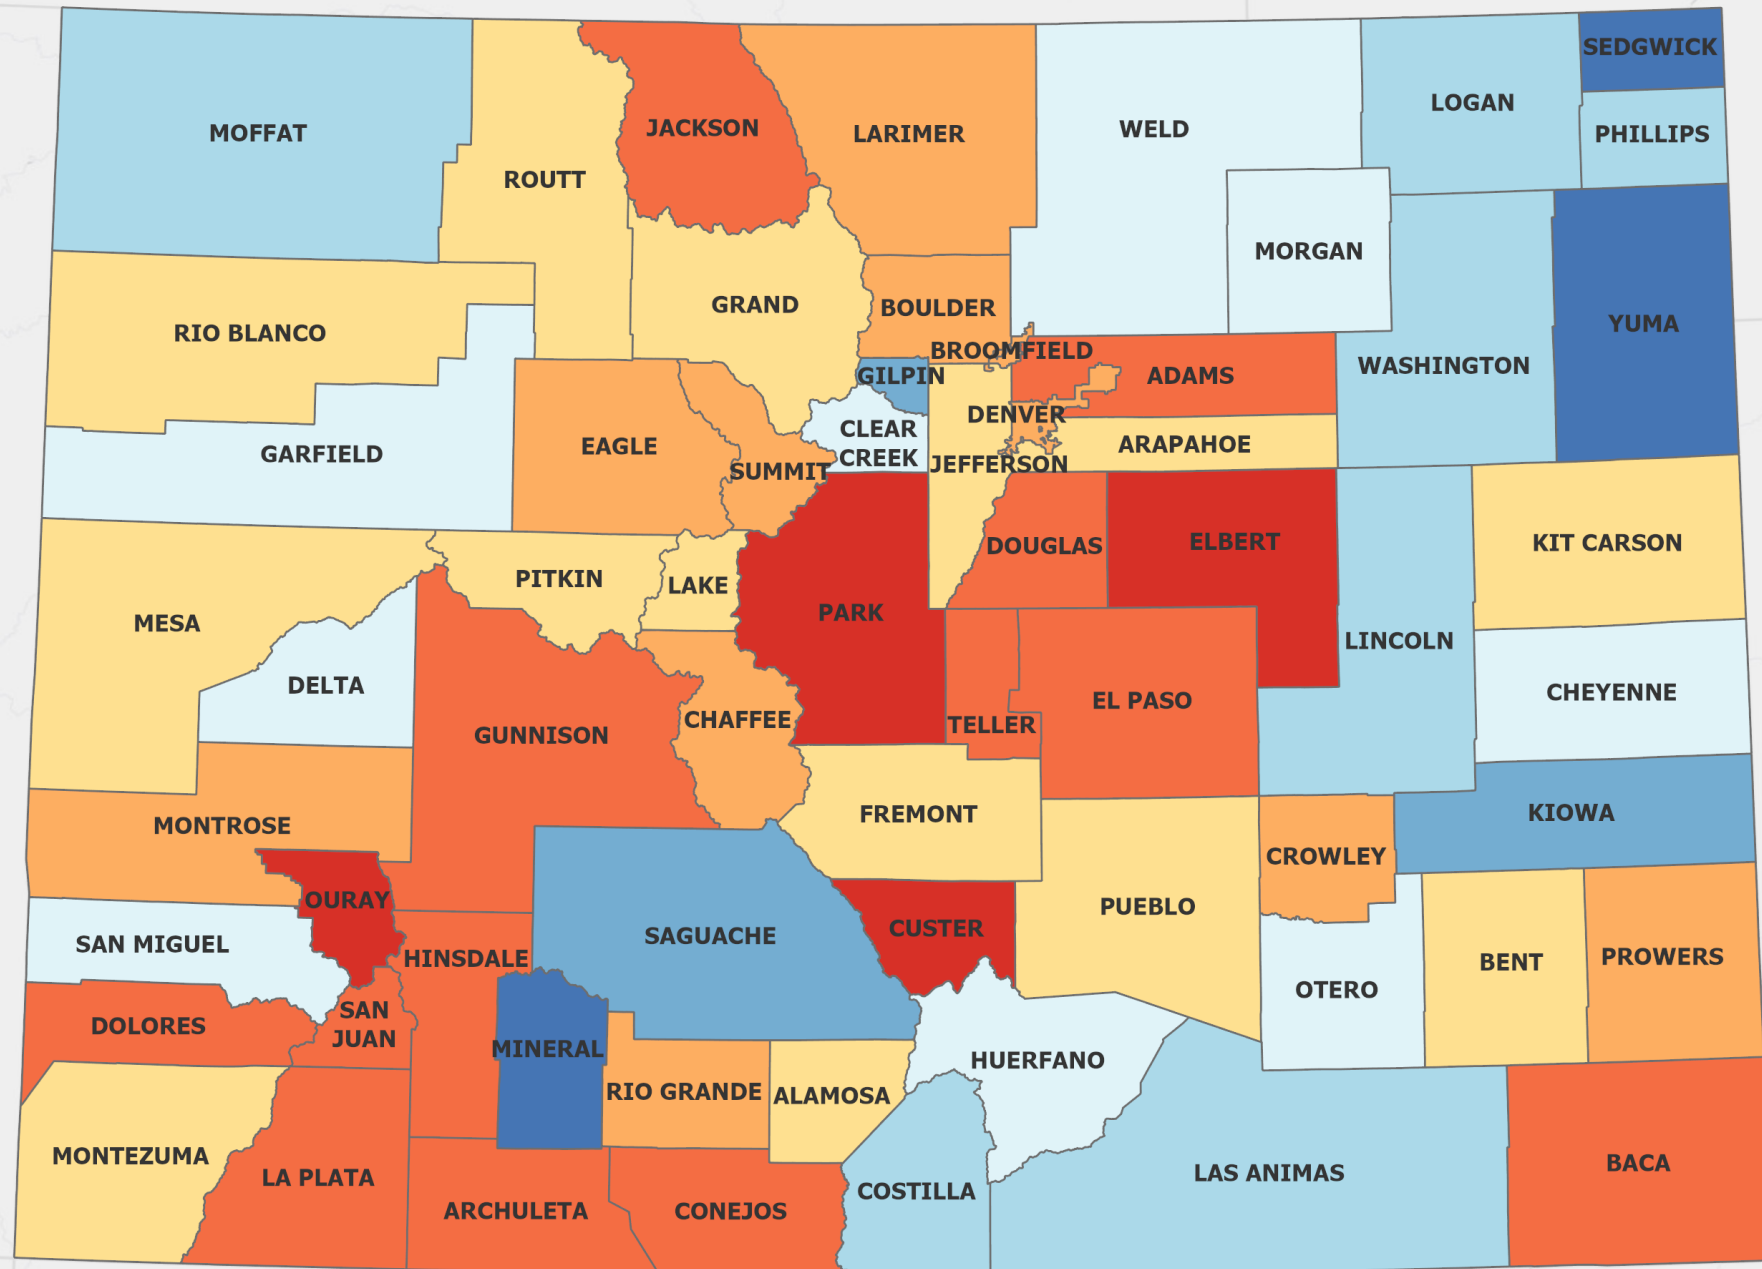 SEDGWICK
LOGAN
MOFFAT
JACKSON
LARIMER
WELD
PHILLIPS
ROUTT
MORGAN
GRAND
BOULDER
YUMA
RIO BLANCO
BROOMFIELD
WASHINGTON
GILPIN
ADAMS
DENVER
CLEAR
CREEK
ARAPAHOE
EAGLE
GARFIELD
SUMMIT
JEFFERSON
DOUGLAS
ELBERT
KIT CARSON
PITKIN
LAKE
PARK
MESA
LINCOLN
DELTA
CHEYENNE
EL PASO
CHAFFEE
TELLER
GUNNISON
KIOWA
FREMONT
MONTROSE
CROWLEY
OURAY
PUEBLO
CUSTER
SAGUACHE
SAN MIGUEL
HINSDALE
PROWERS
BENT
OTERO
SAN
JUAN
DOLORES
MINERAL
HUERFANO
RIO GRANDE
ALAMOSA
MONTEZUMA
BACA
LAS ANIMAS
LA PLATA
COSTILLA
ARCHULETA
CONEJOS